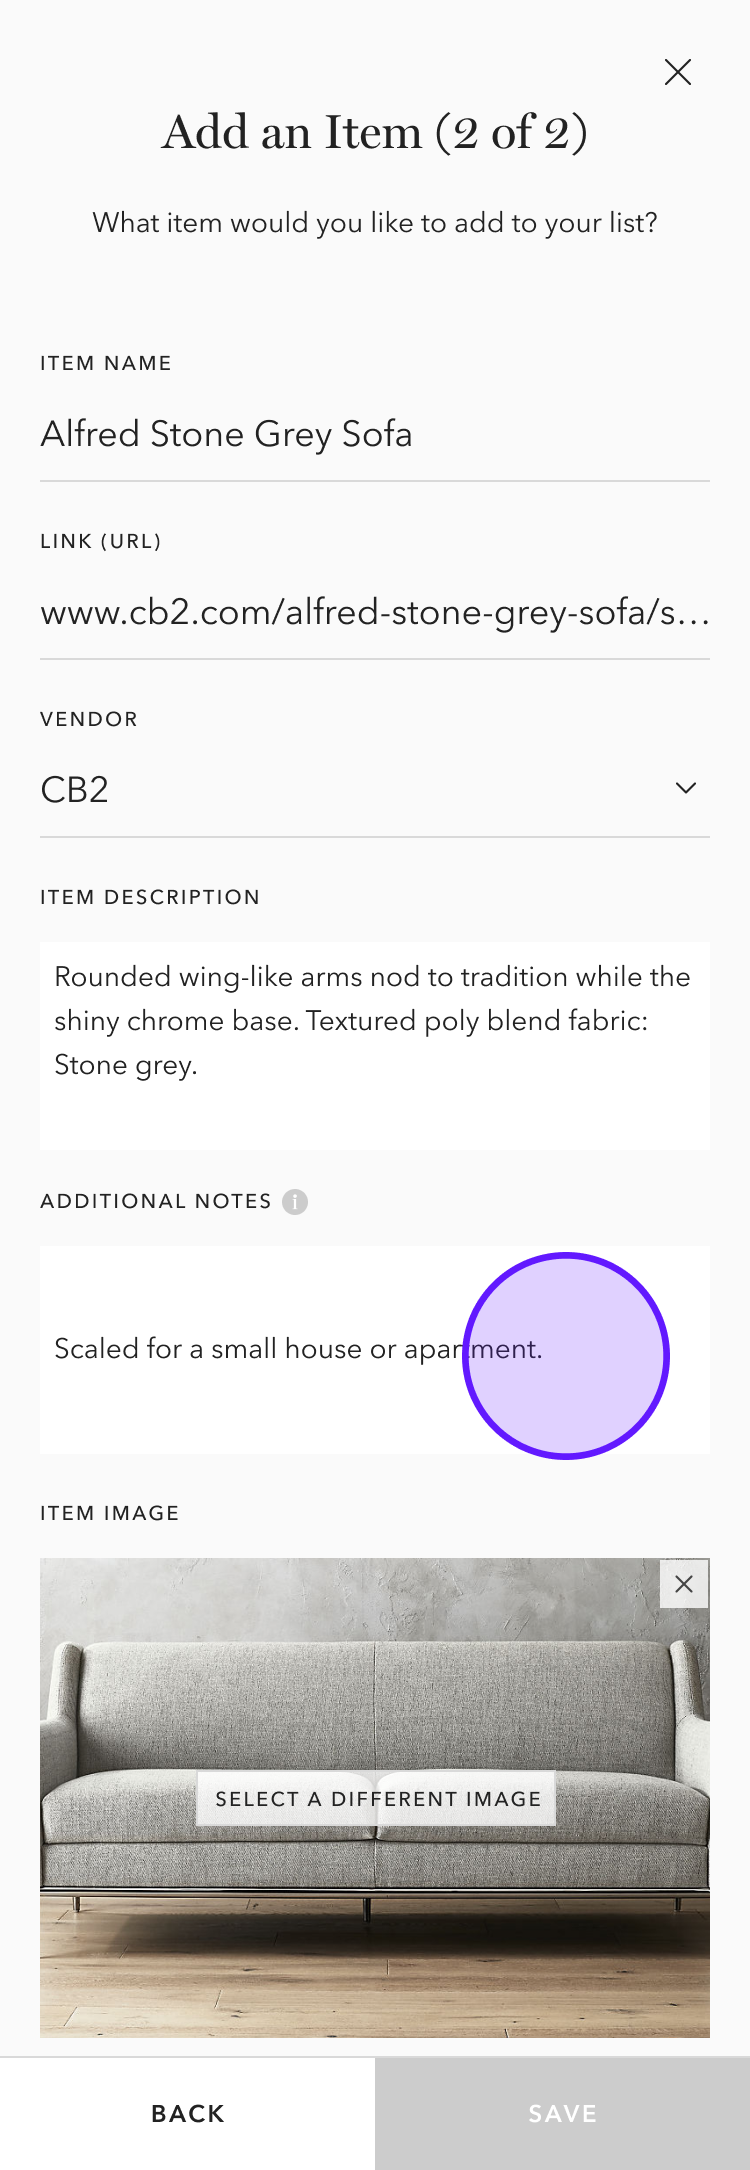 Add an Item (2 of 2)
What item would you like to add to your list?
ITEM NAME
Alfred Stone Grey Sofa
LINK (URL)
www.cb2.com/alfred-stone-grey-sofa/s...
VENDOR
CB2
ITEM DESCRIPTION
Rounded wing-like arms nod to tradition while the
shiny chrome base. Textured poly blend fabric:
Stone grey.
ADDITIONAL NOTES i
Scaled for a small house or apartment.
ITEM IMAGE
SELECT A DIFFERENT IMAGE
BACK
SAVE